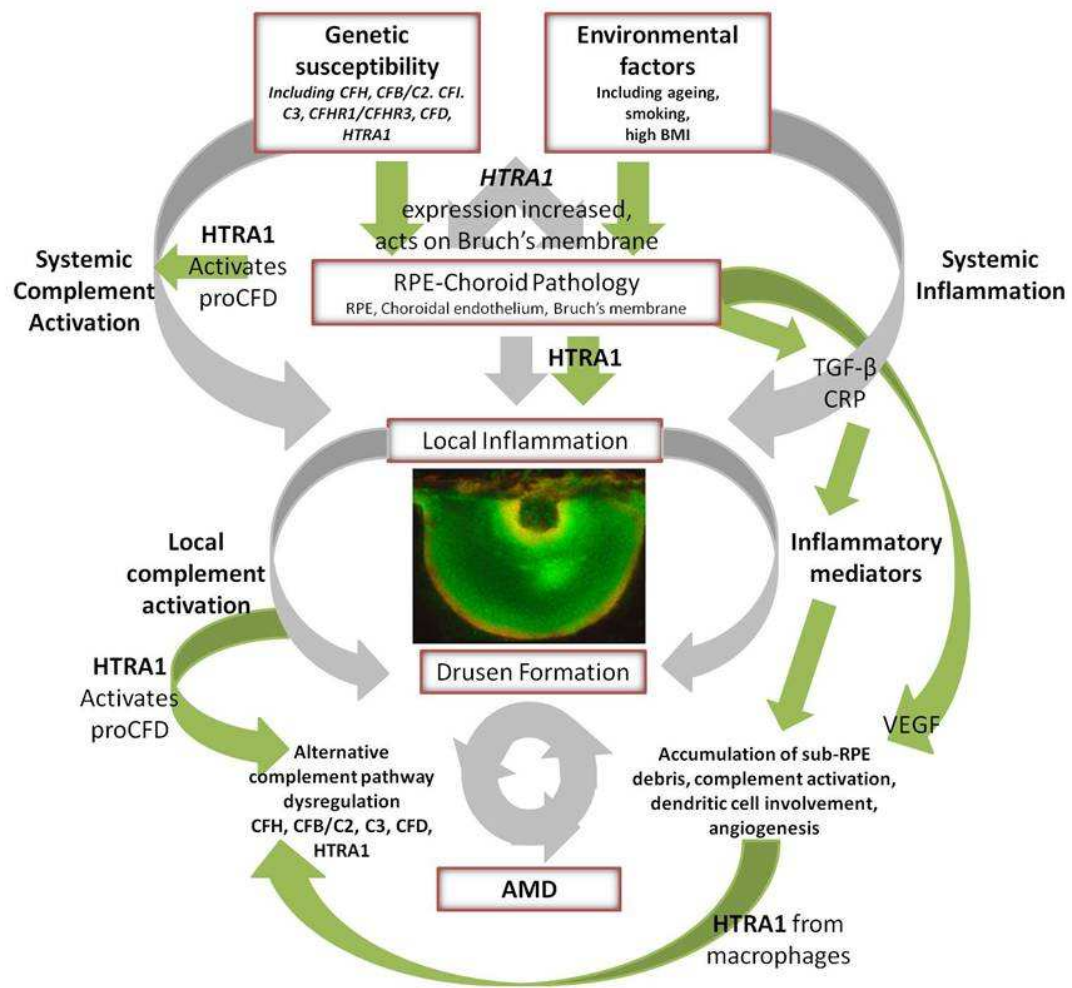 Genetic
susceptibility
Including CFH, CFB/C2. CFI.
C3, CFHR1/CFHR3, CFD,
HTRA1
Environmental
factors
Including ageing,
smoking,
high BMI
HTRA1
expression increased,
acts on Bruch's membrane
HTRA1
Activates
proCFD
Systemic
Complement
Activation
RPE-Choroid Pathology
RPE, Choroidal endothelium, Bruch's membrane
Systemic
Inflammation
HTRA1
TGF-β
CRP
Local Inflammation
Local
complement
activation
Inflammatory
mediators
HTRA1
Activates
proCFD
Drusen Formation
VEGF
Alternative
complement pathway
dysregulation
CFH, CFB/C2, C3, CFD,
HTRA1
Accumulation of sub-RPE
debris, complement activation,
dendritic cell involvement,
angiogenesis
AMD
HTRA1 from
macrophages